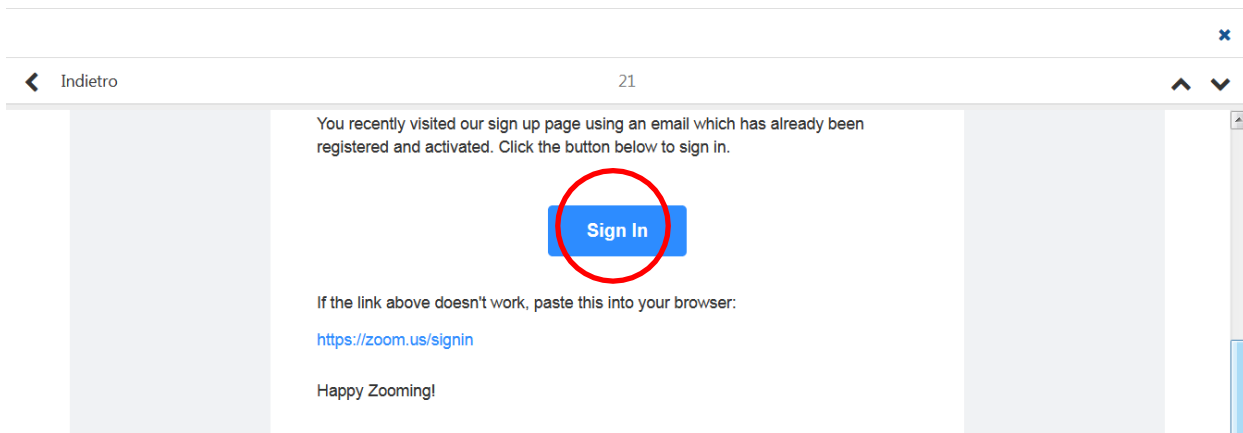 Indietro
21
You recently visited our sign up page using an email which has already been
registered and activated. Click the button below to sign in.
Sign In
If the link above doesn't work, paste this into your browser:
https://zoom.us/signin
Happy Zooming!